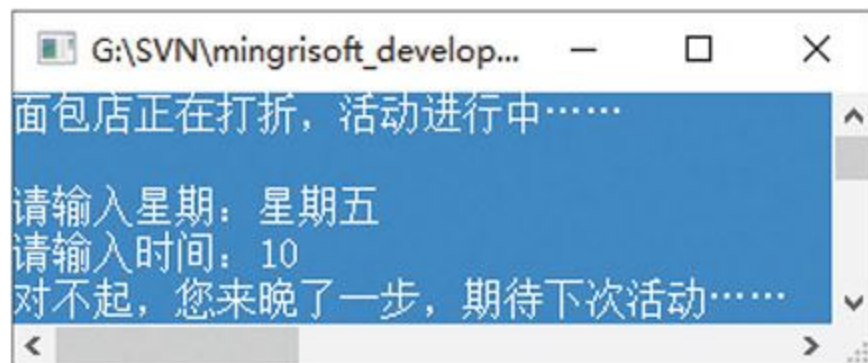 G:\SVN\mingrisoft_develop...
面包店正在打折，活动进行中……
请输入星期：星期五
请输入时间：10
对不起，您来晚了一步，期待下次活动……